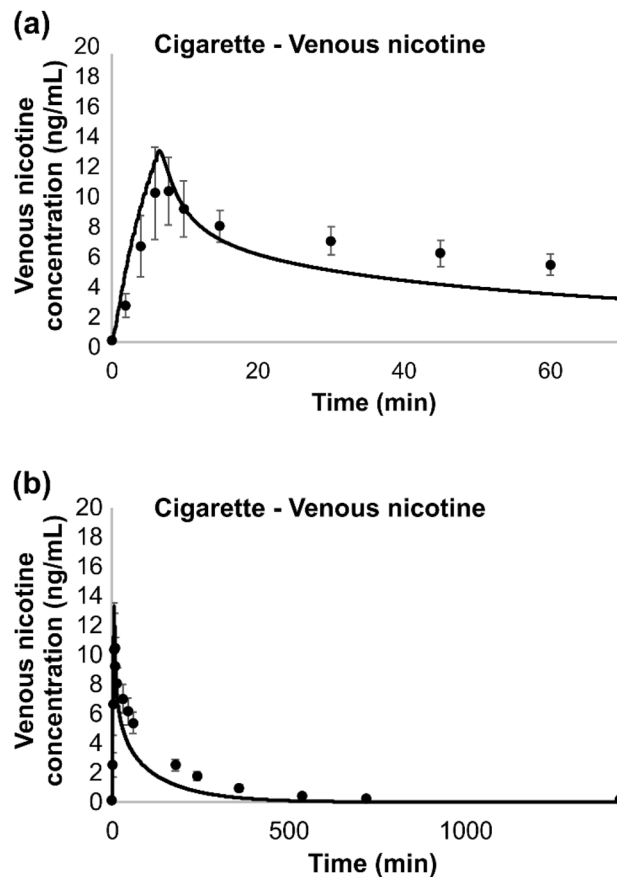 (a)
Cigarette - Venous nicotine
Venous nicotine
concentration (ng/mL)
20
18
16
14
12
10
8
6
4
2
0
0 20 40 60
Time (min)
(b)
Cigarette - Venous nicotine
Venous nicotine
concentration (ng/mL)
20
18
16
14
12
10
8
6
4
2
0
0 500 1000
Time (min)